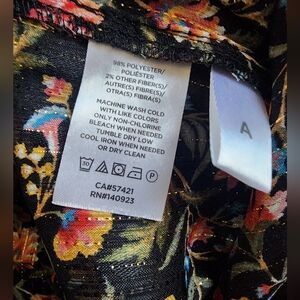 98% POLYESTER/
POLIÉSTER
2% OTHER FIBER(S)/
AUTRE(S) FIBRE(S)/
OTRA(S) FIBRA(S)
MACHINE WASH COLD
WITH LIKE COLORS
ONLY NON-CHLORINE
BLEACH WHEN NEEDED
TUMBLE DRY LOW
COOL IRON WHEN NEEDED
OR DRY CLEAN
30
P
CA#57421
RN#140923
A